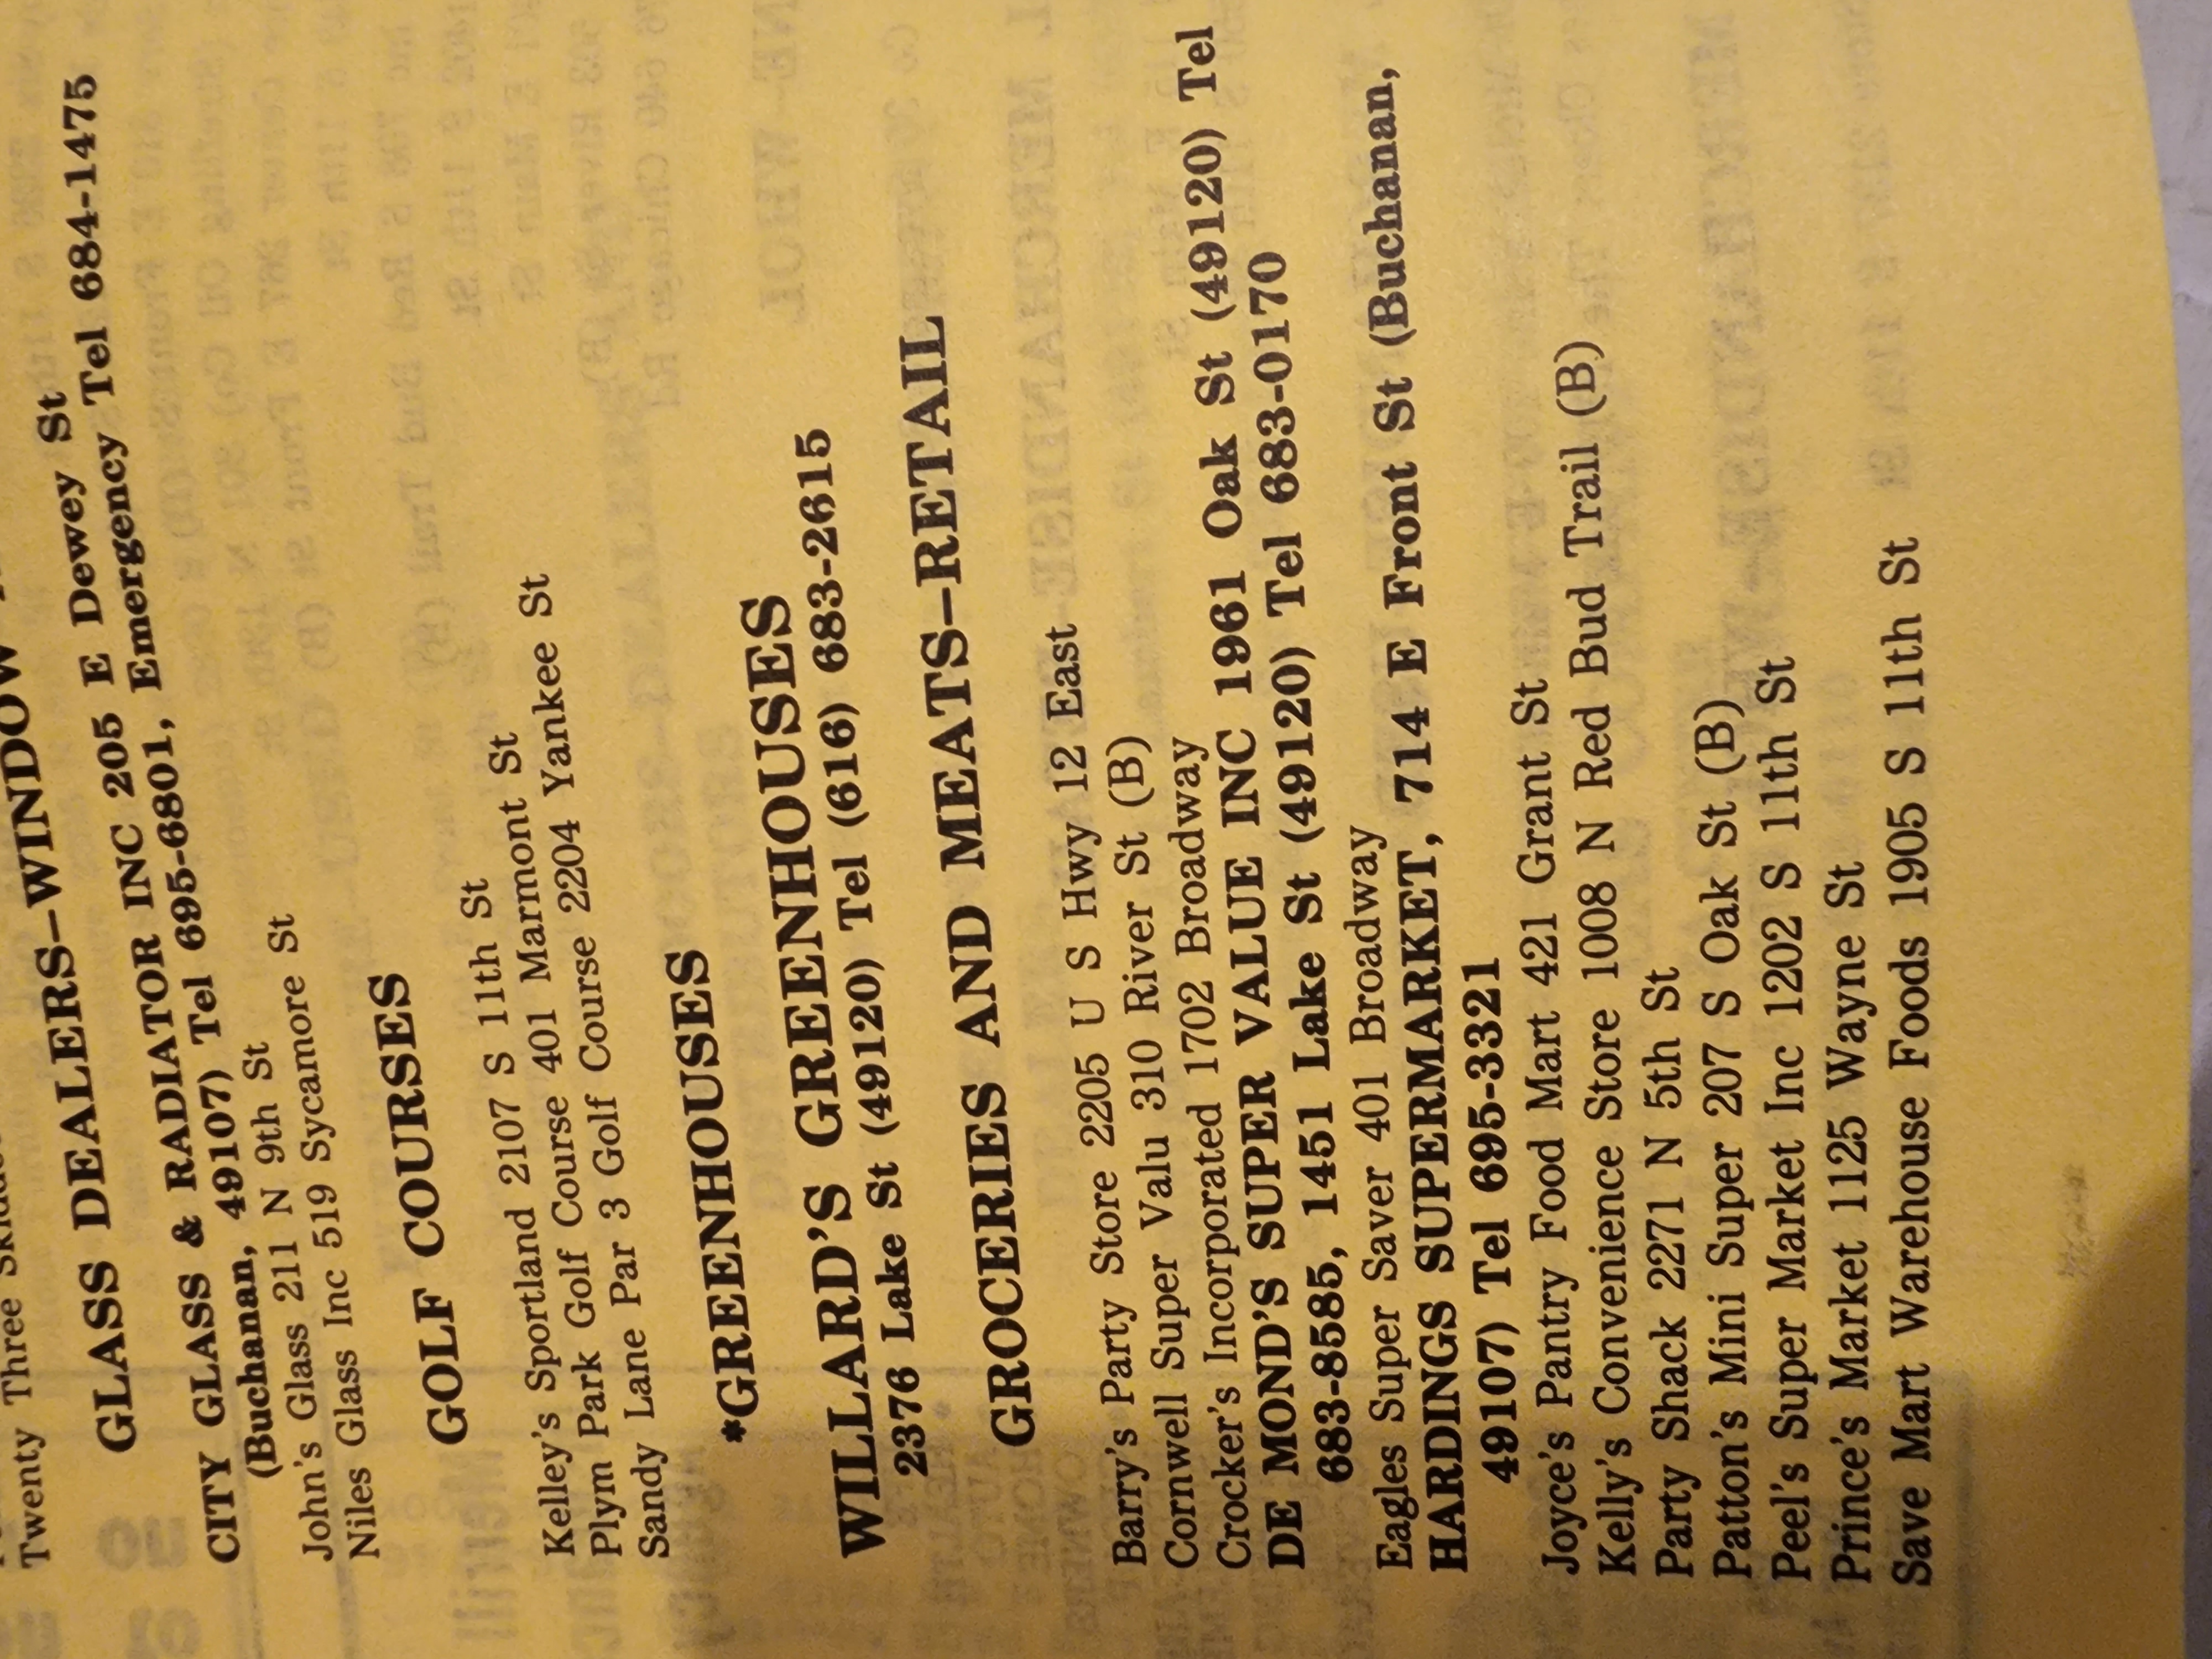 Twenty Three Skidd
GLASS DEALERS–WINDOW
CITY GLASS & RADIATOR INC 205 E Dewey St
(Buchanan, 49107) Tel 695-6801, Emergency Tel 684-1475
John's Glass 211 N 9th St
Niles Glass Inc 519 Sycamore St
GOLF COURSES
Kelley's Sportland 2107 S 11th St
Plym Park Golf Course 401 Marmont St
Sandy Lane Par 3 Golf Course 2204 Yankee St
*GREENHOUSES
WILLARD'S GREENHOUSES
2376 Lake St (49120) Tel (616) 683-2615
GROCERIES AND MEATS–RETAIL
Barry's Party Store 2205 U S Hwy 12 East
Cornwell Super Valu 310 River St (B)
Crocker's Incorporated 1702 Broadway
DE MOND'S SUPER VALUE INC 1961 Oak St (49120) Tel
683-8585, 1451 Lake St (49120) Tel 683-0170
Eagles Super Saver 401 Broadway
HARDINGS SUPERMARKET, 714 E Front St (Buchanan,
49107) Tel 695-3321
Joyce's Pantry Food Mart 421 Grant St
Kelly's Convenience Store 1008 N Red Bud Trail (B)
Party Shack 2271 N 5th St
Patton's Mini Super 207 S Oak St (B)
Peel's Super Market Inc 1202 S 11th St
Prince's Market 1125 Wayne St
Save Mart Warehouse Foods 1905 S 11th St